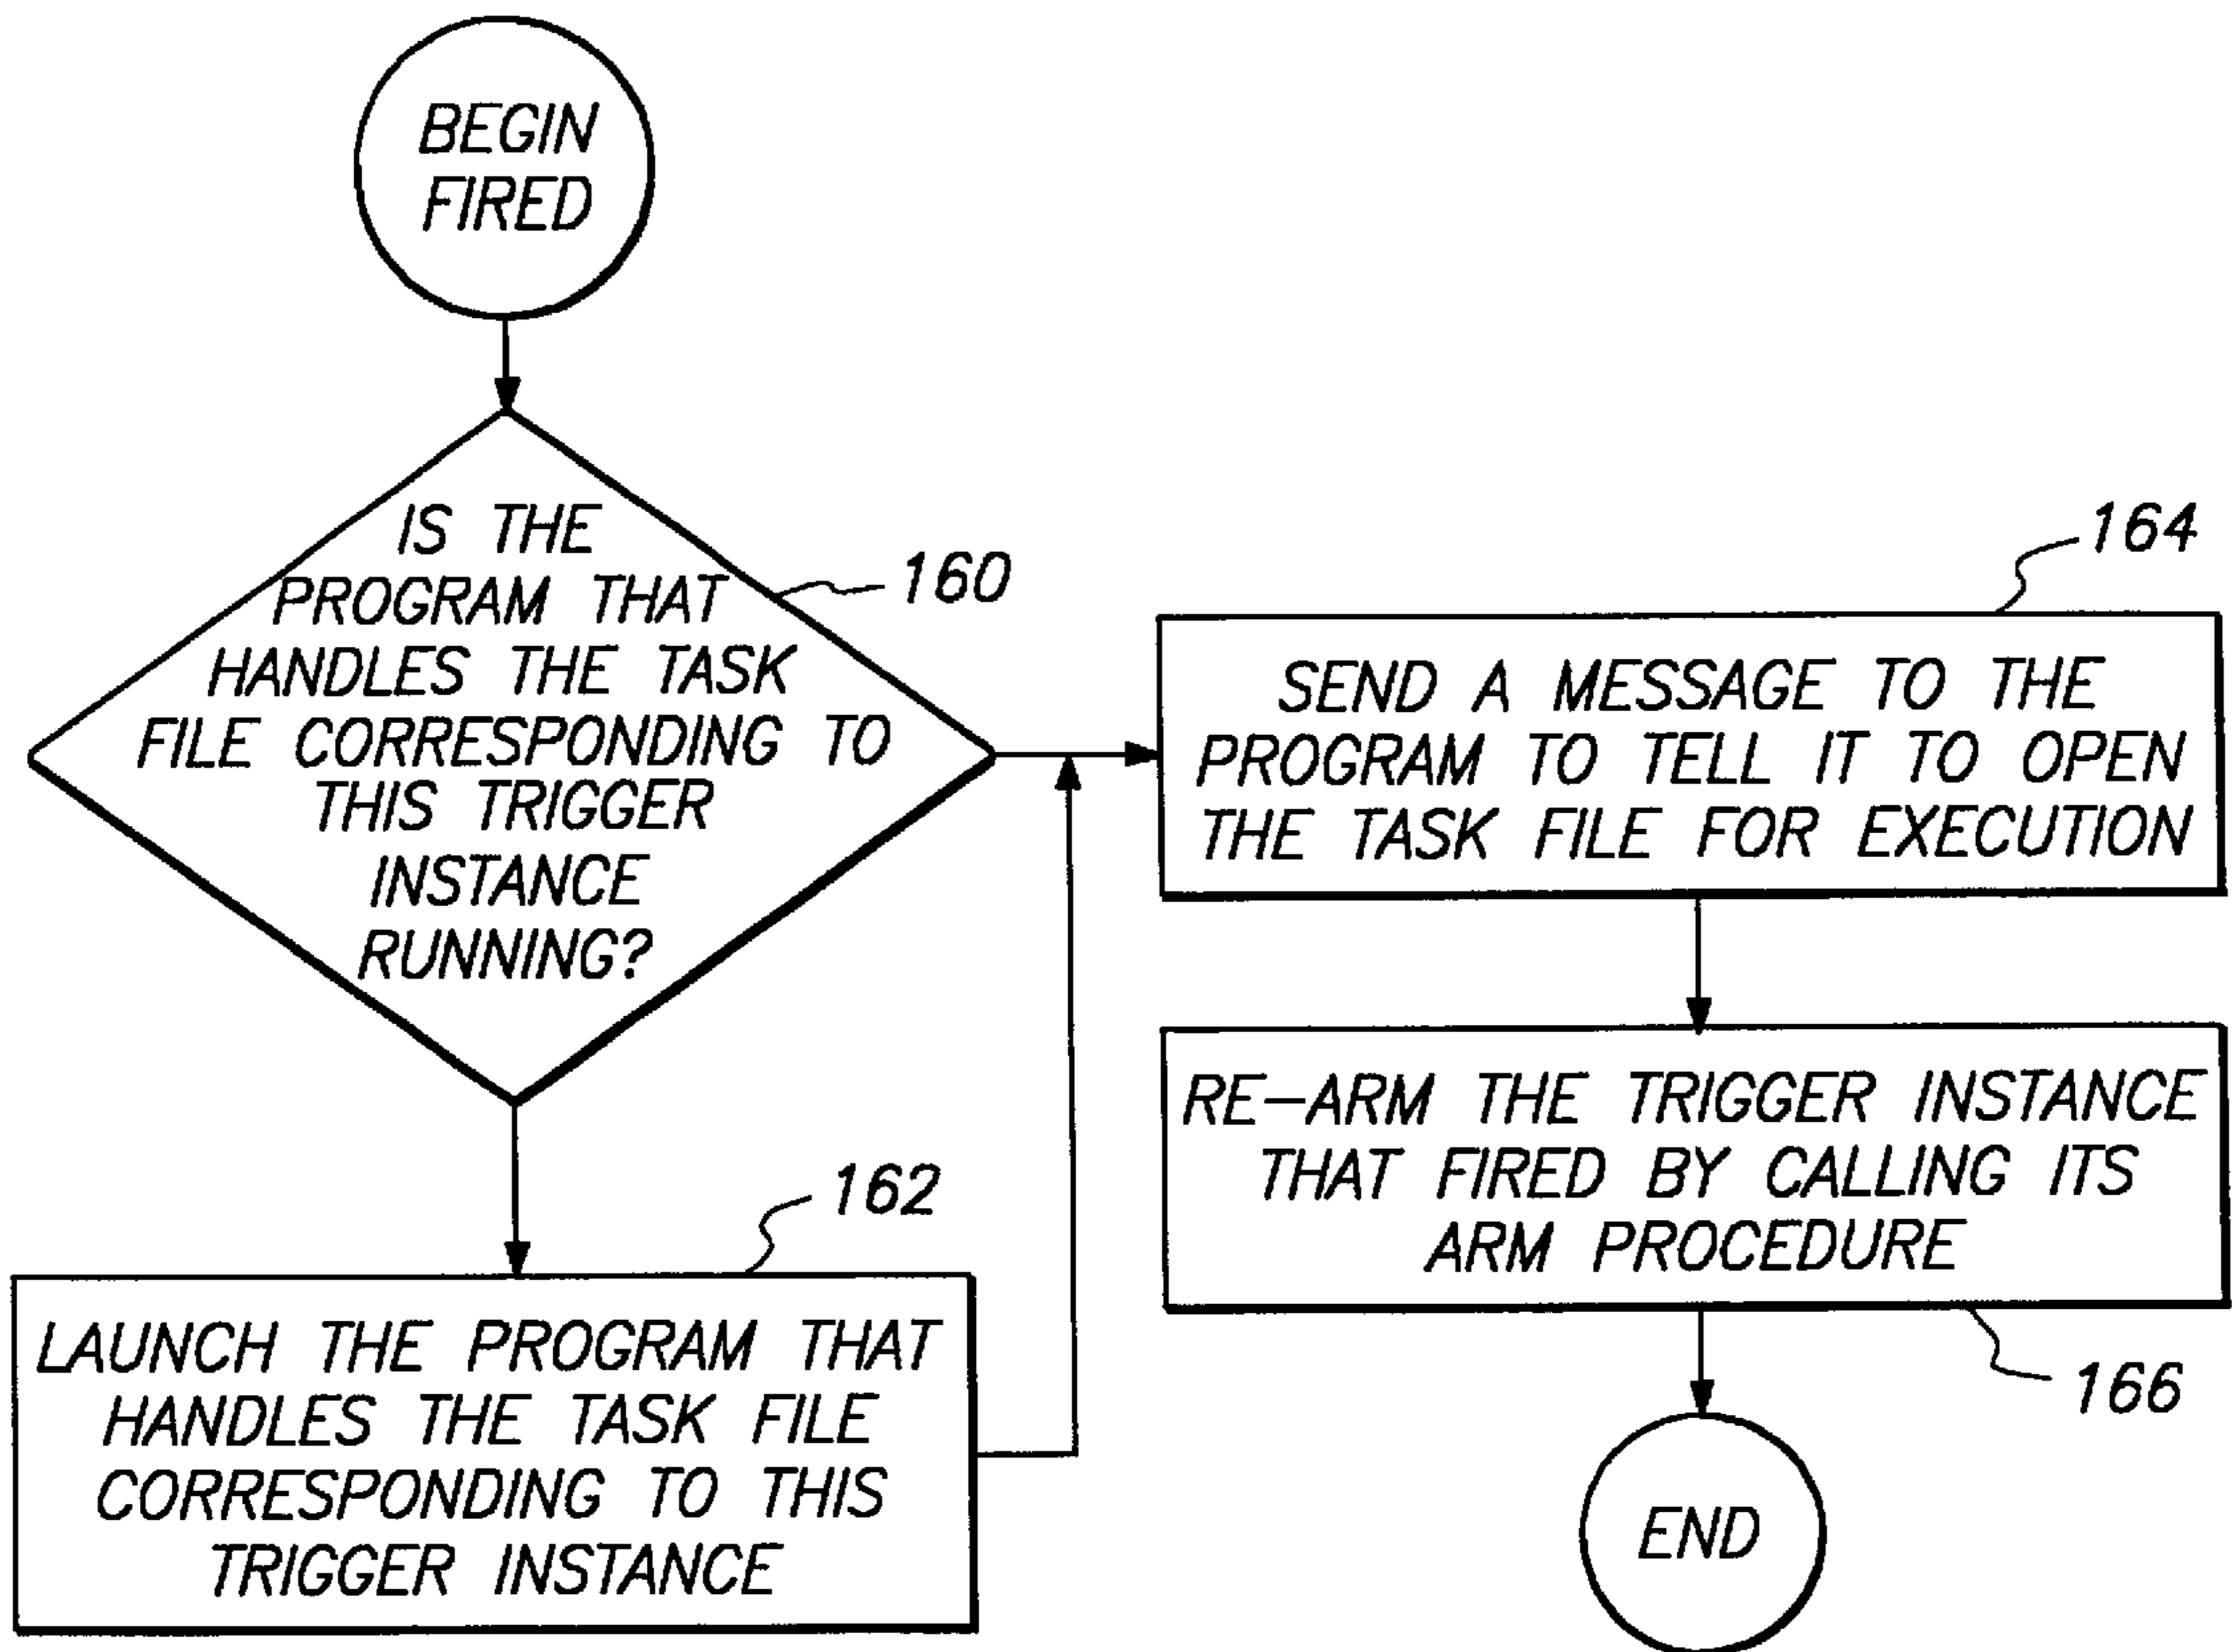 BEGIN
FIRED
IS THE
PROGRAM THAT
HANDLES THE TASK
FILE CORRESPONDING TO
THIS TRIGGER
INSTANCE
RUNNING?
160
162
LAUNCH THE PROGRAM THAT
HANDLES THE TASK FILE
CORRESPONDING TO THIS
TRIGGER INSTANCE
164
SEND A MESSAGE TO THE
PROGRAM TO TELL IT TO OPEN
THE TASK FILE FOR EXECUTION
RE-ARM THE TRIGGER INSTANCE
THAT FIRED BY CALLING ITS
ARM PROCEDURE
166
END